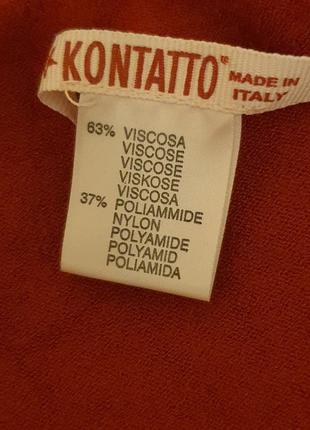 KONTATTO® MADE IN ITALY
63% VISCOSA
VISCOSE
VISCOSE
VISKOSE
VISCOSA
37% POLIAMMIDE
NYLON
POLYAMIDE
POLYAMID
POLIAMIDA